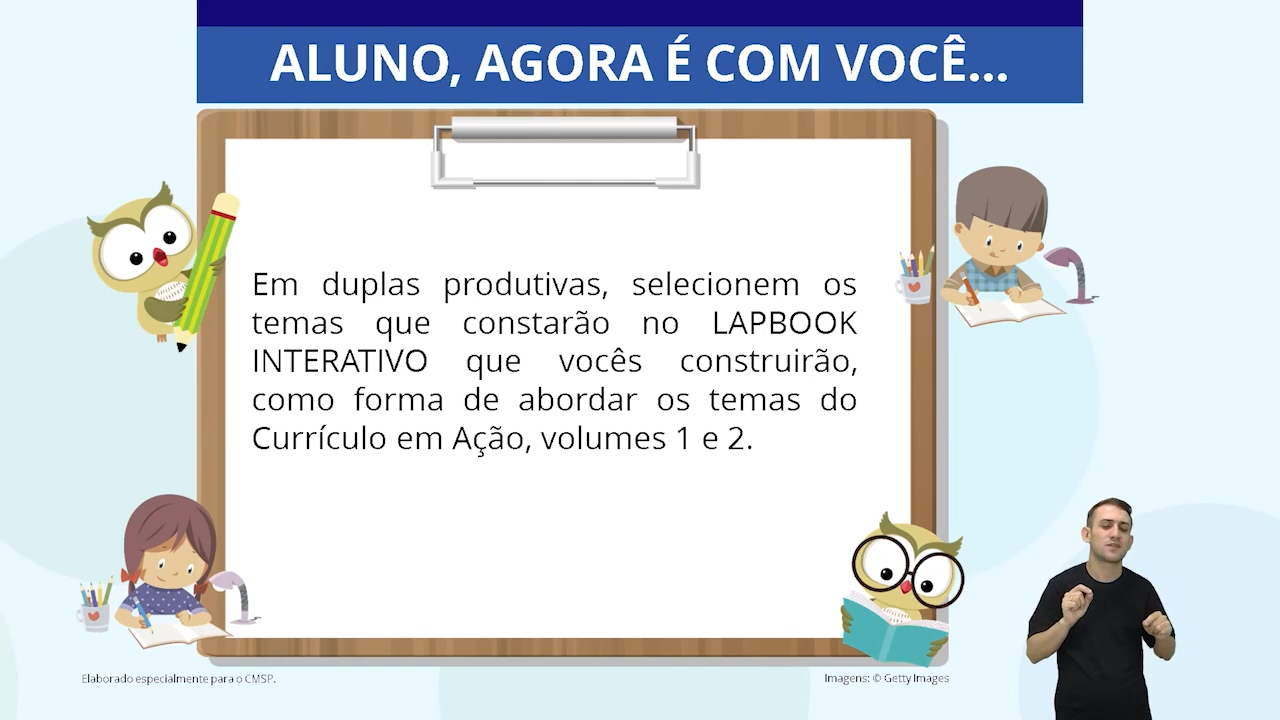 ALUNO, AGORA É COM VOCÊ...
Em duplas produtivas, selecionem os
temas que constarão no LAPBOOK
INTERATIVO que vocês construirão,
como forma de abordar os temas do
Currículo em Ação, volumes 1 e 2.
Elaborado especialmente para o CMSP.
Imagens: © Getty Images